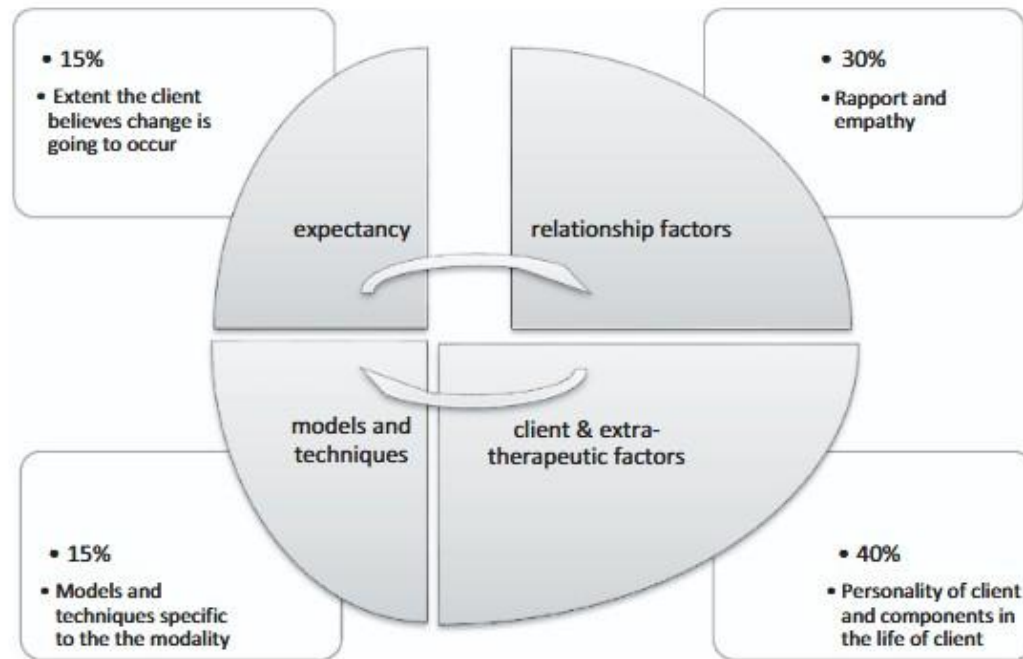 • 15%
• Extent the client
believes change is
going to occur
• 30%
• Rapport and
empathy
expectancy
relationship factors
models and
techniques
client & extra-
therapeutic factors
• 15%
• Models and
techniques specific
to the the modality
• 40%
• Personality of client
and components in
the life of client